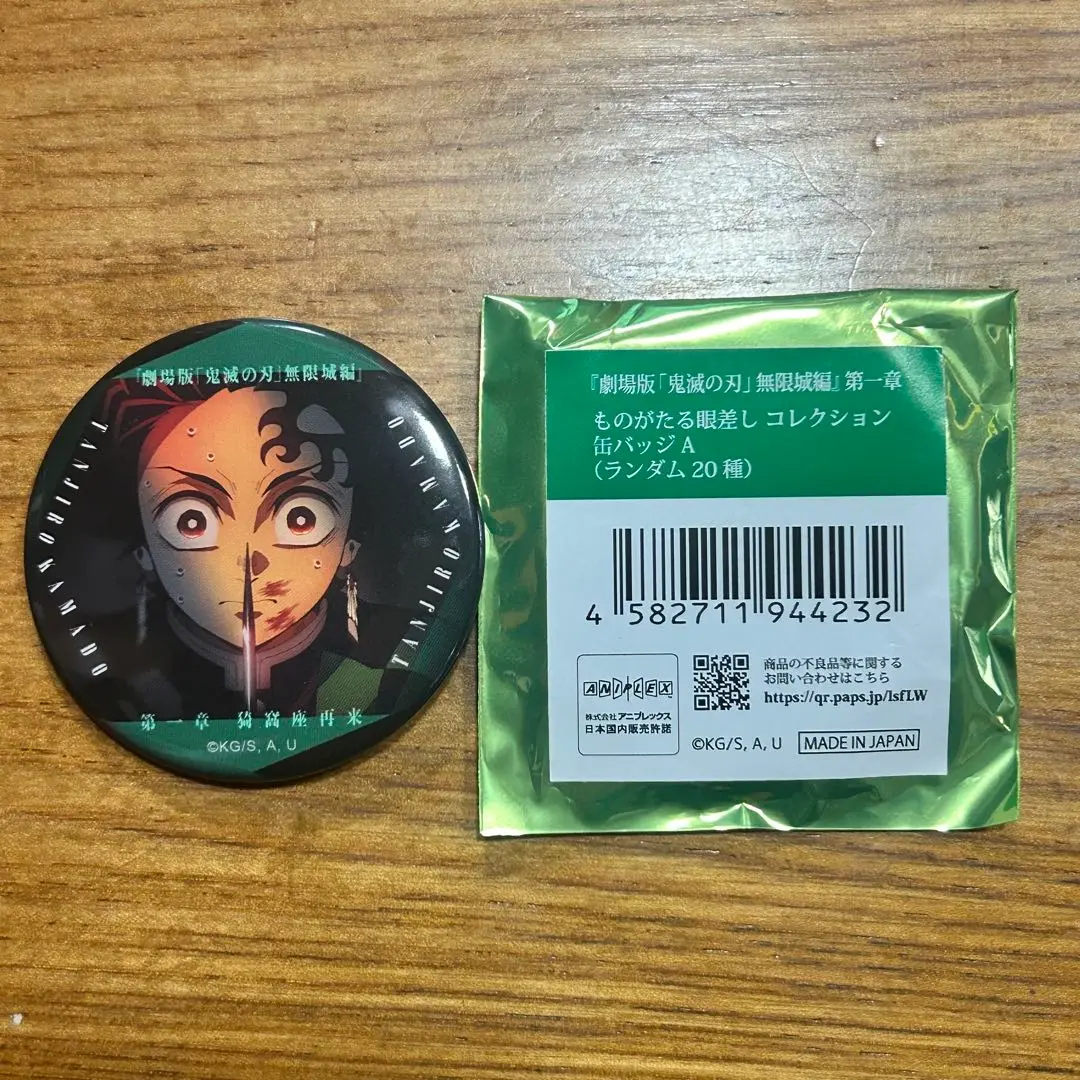 『劇場版「鬼滅の刃」無限城編』
TANJIRO KAMADO
TANJIRO KAMADO
第一章 猗窩座再来
©KG/S, A, U
『劇場版「鬼滅の刃」無限城編』第一章
ものがたる眼差し コレクション
缶バッジ A
（ランダム 20 種）
4 582711 944232
ANIPLEX
株式会社アニプレックス
日本国内販売許諾
商品の不良品等に関する
お問い合わせはこちら
https://qr.paps.jp/lsfLW
©KG/S, A, U
MADE IN JAPAN